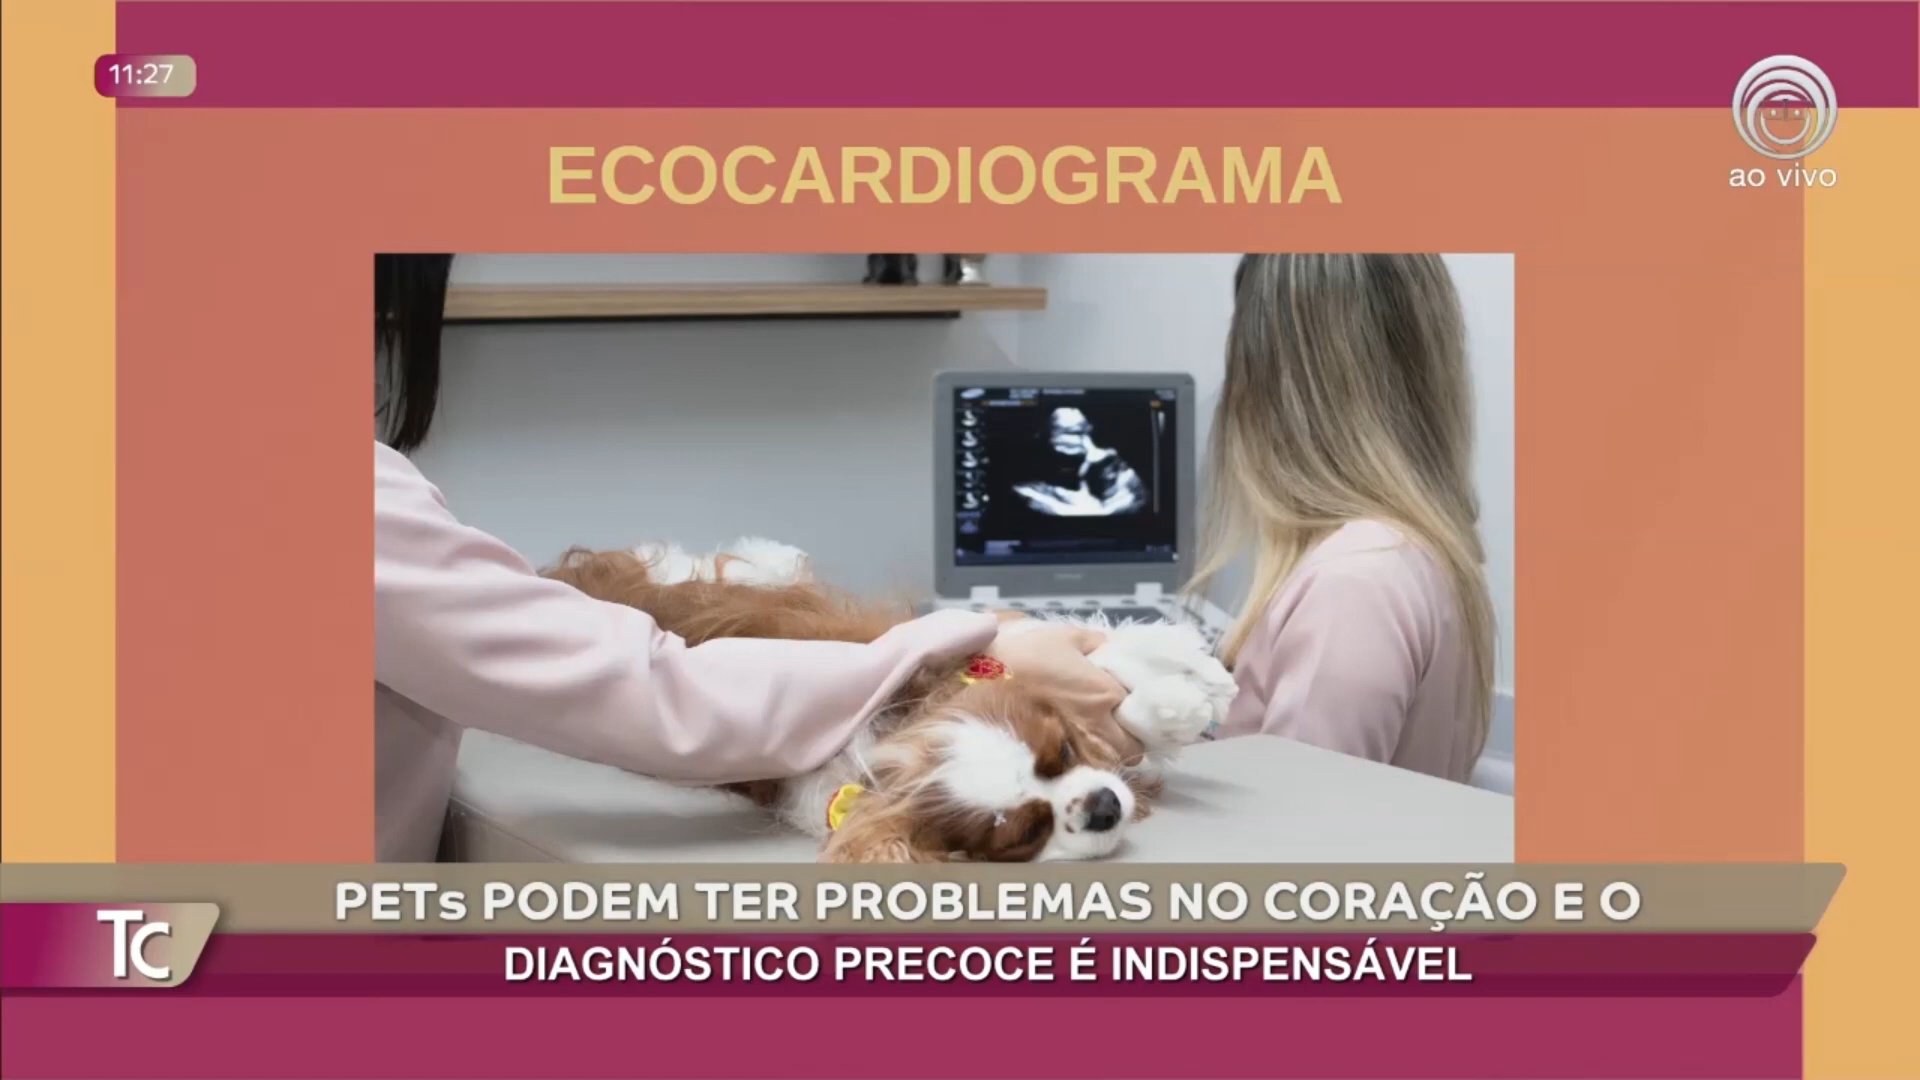 11:27
ao vivo
ECOCARDIOGRAMA
PETs PODEM TER PROBLEMAS NO CORAÇÃO E O
TC DIAGNÓSTICO PRECOCE É INDISPENSÁVEL